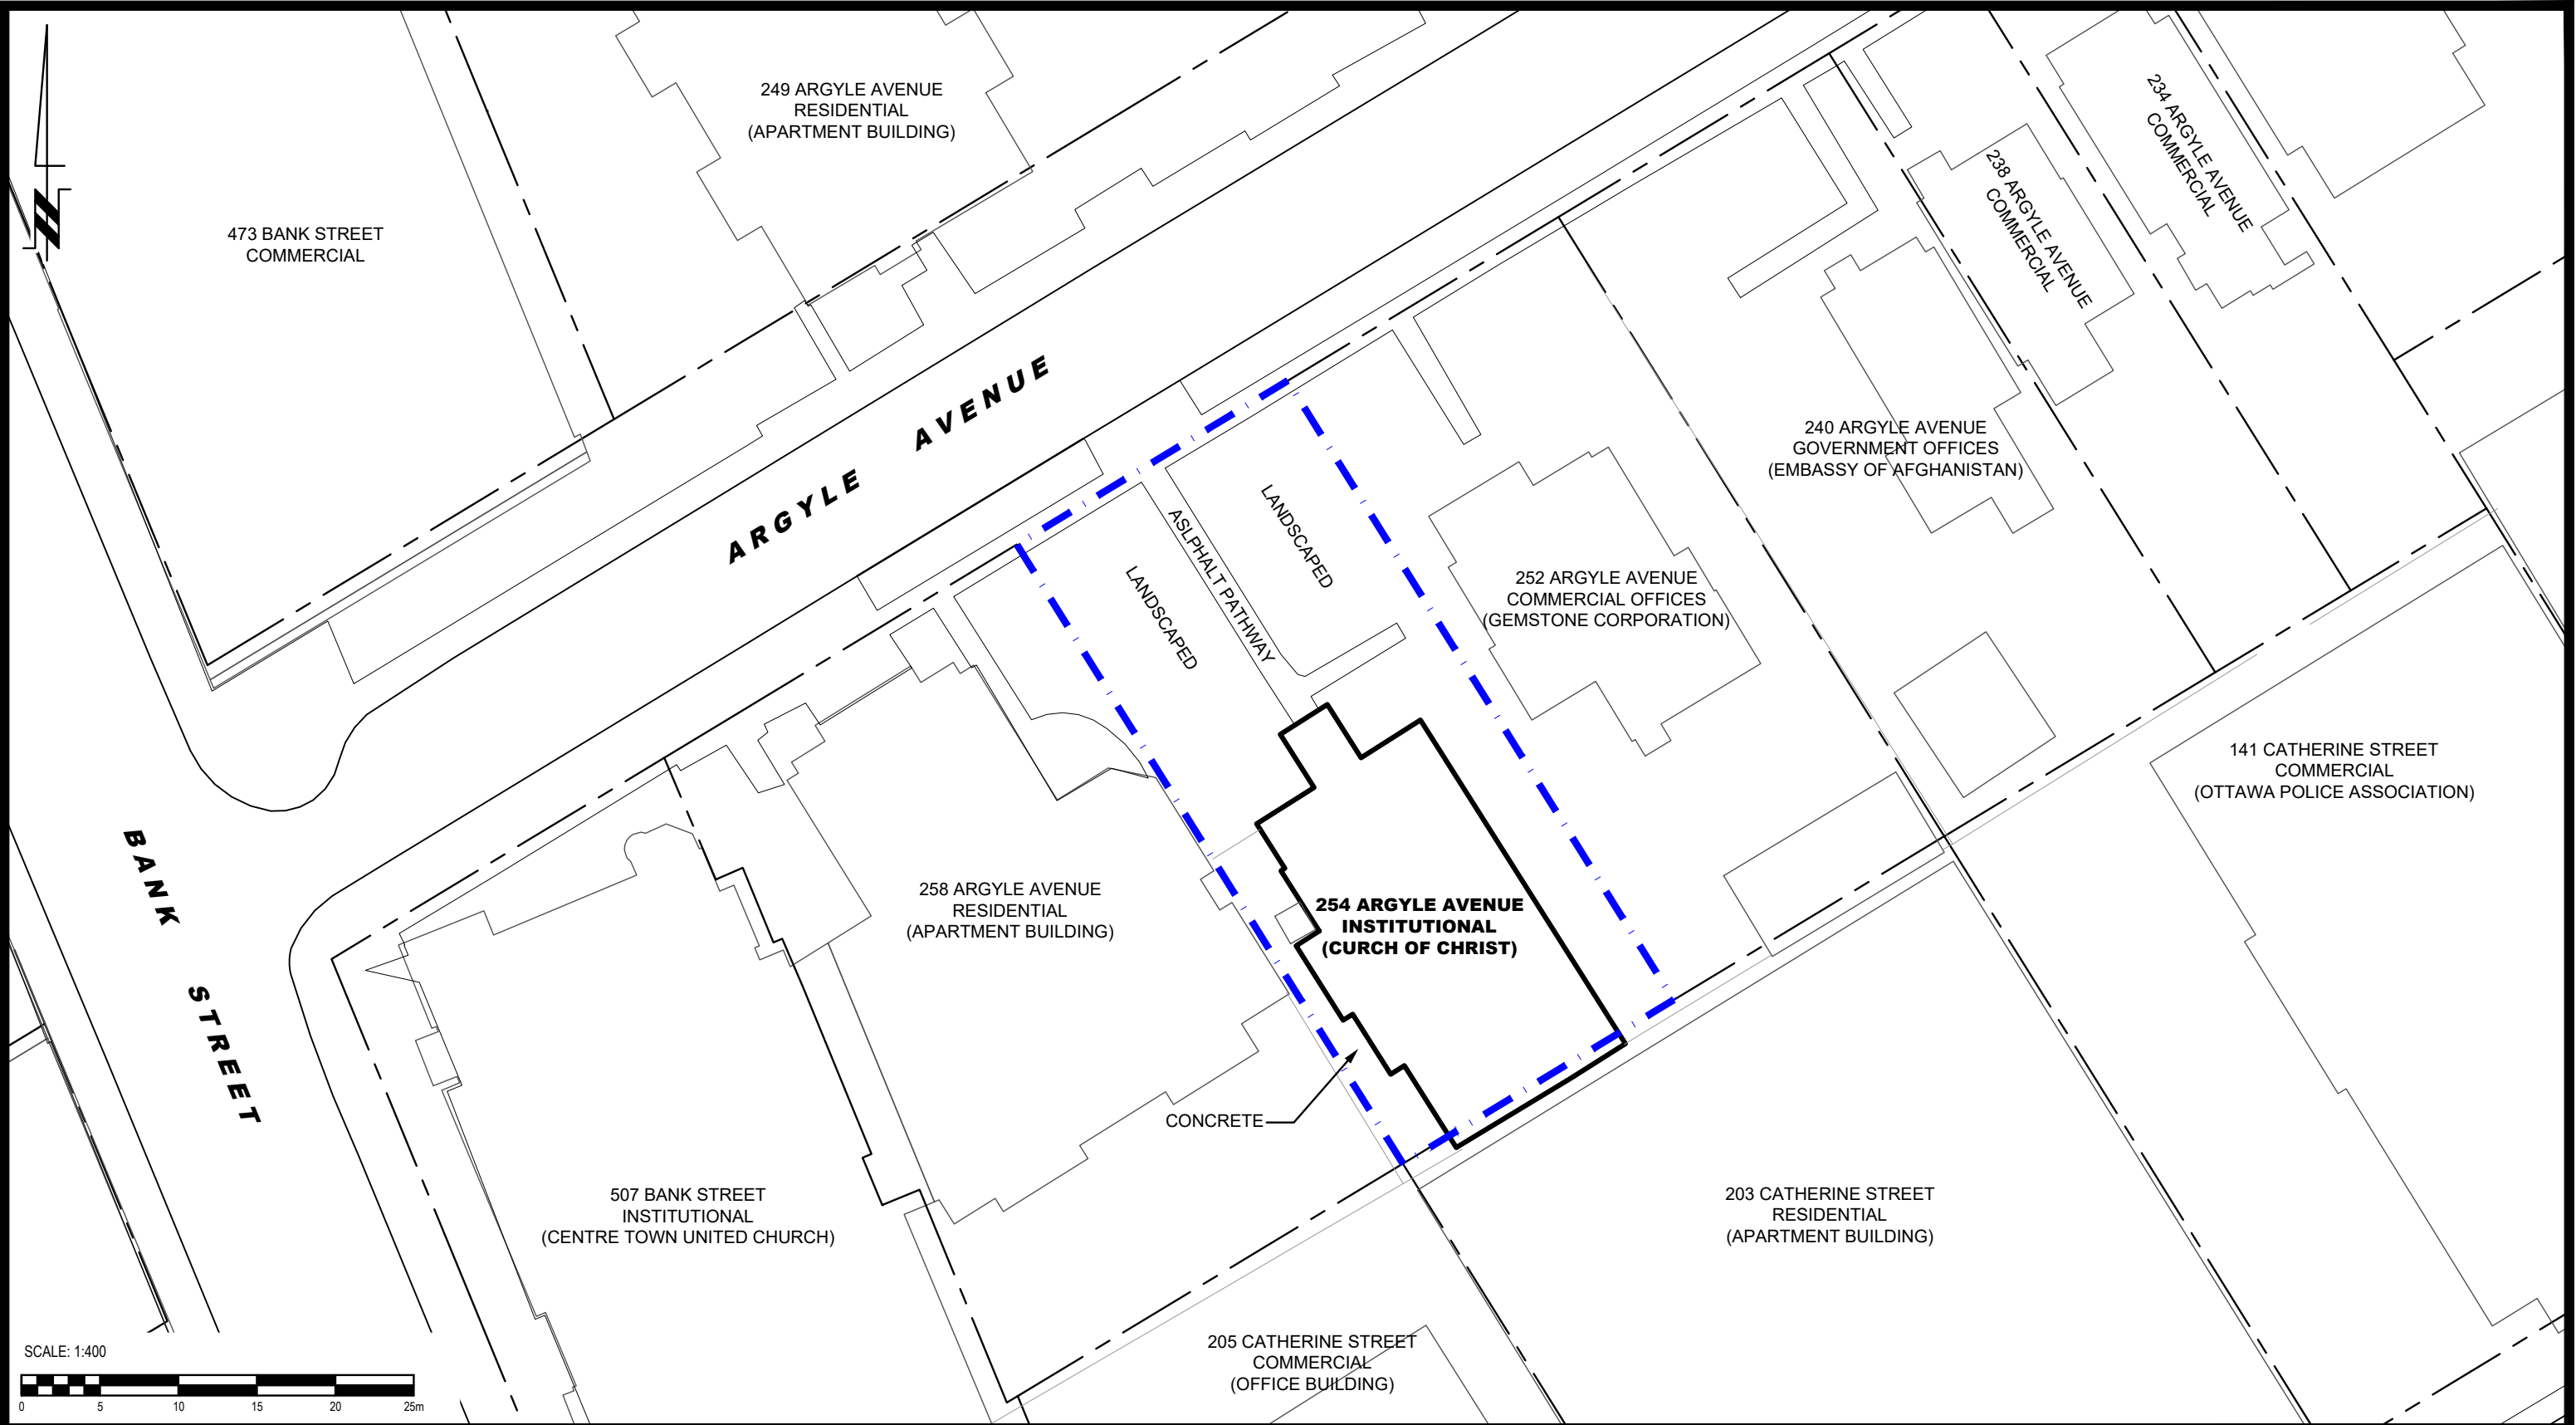 249 ARGYLE AVENUE
RESIDENTIAL
(APARTMENT BUILDING)
234 ARGYLE AVENUE
COMMERCIAL
238 ARGYLE AVENUE
COMMERCIAL
473 BANK STREET
COMMERCIAL
ARGYLE AVENUE
240 ARGYLE AVENUE
GOVERNMENT OFFICES
(EMBASSY OF AFGHANISTAN)
LANDSCAPED
ASLPHALT PATHWAY
LANDSCAPED
252 ARGYLE AVENUE
COMMERCIAL OFFICES
(GEMSTONE CORPORATION)
141 CATHERINE STREET
COMMERCIAL
(OTTAWA POLICE ASSOCIATION)
BANK STREET
258 ARGYLE AVENUE
RESIDENTIAL
(APARTMENT BUILDING)
254 ARGYLE AVENUE
INSTITUTIONAL
(CURCH OF CHRIST)
CONCRETE
507 BANK STREET
INSTITUTIONAL
(CENTRE TOWN UNITED CHURCH)
203 CATHERINE STREET
RESIDENTIAL
(APARTMENT BUILDING)
205 CATHERINE STREET
COMMERCIAL
(OFFICE BUILDING)
SCALE: 1:400
0 5 10 15 20 25m